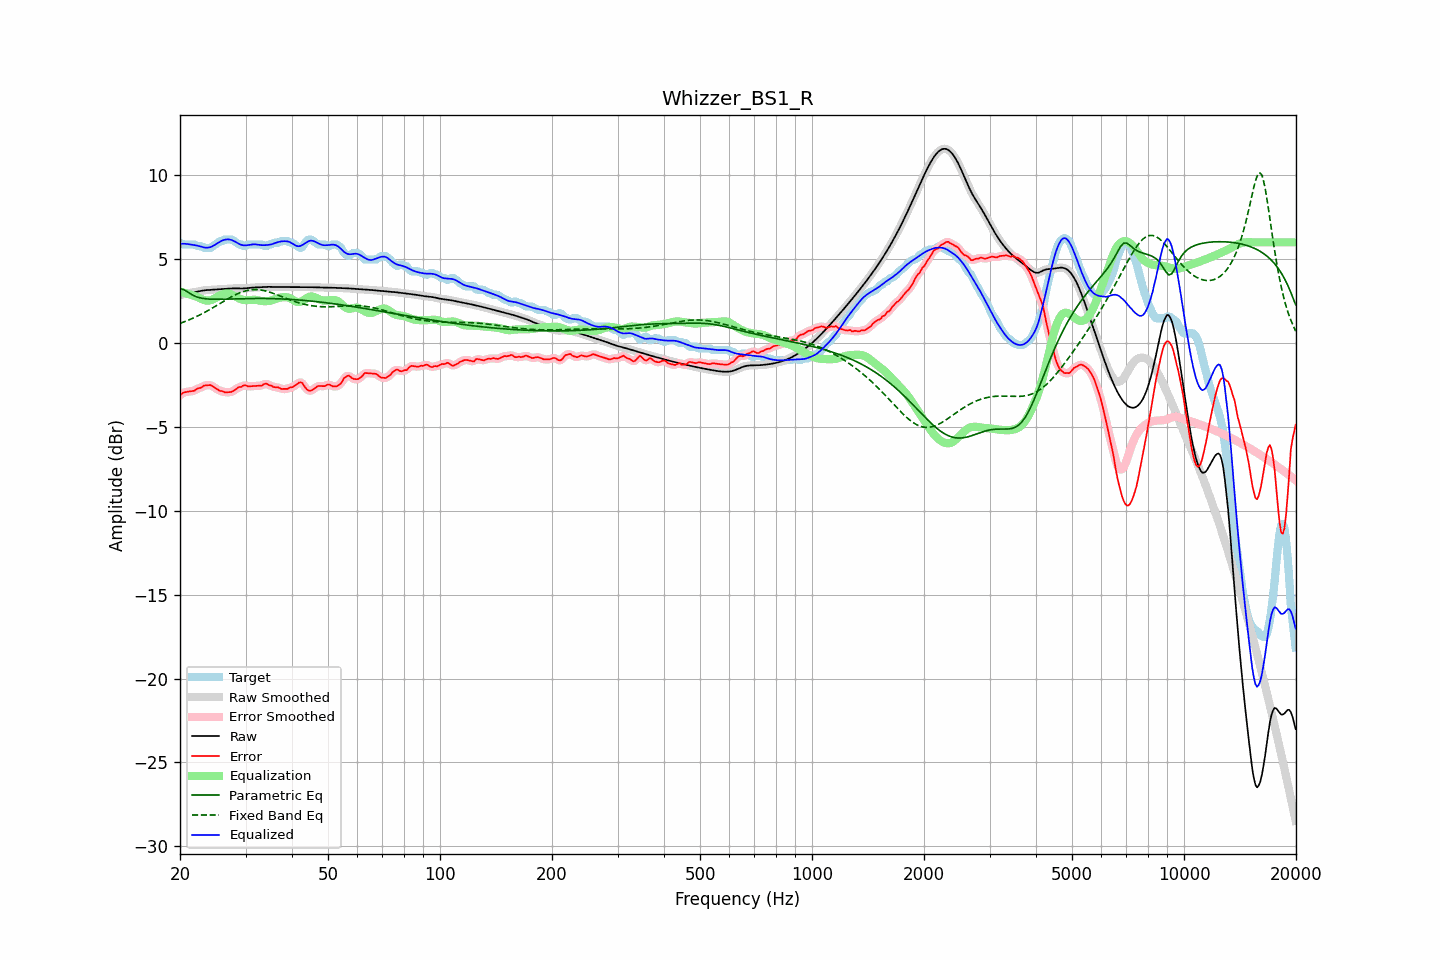 Whizzer_BS1_R
10
5
0
−5
−10
−15
−20
−25
−30
Amplitude (dBr)
Target
Raw Smoothed
Error Smoothed
Raw
Error
Equalization
Parametric Eq
Fixed Band Eq
Equalized
20 50 100 200 500 1000 2000 5000 10000 20000
Frequency (Hz)